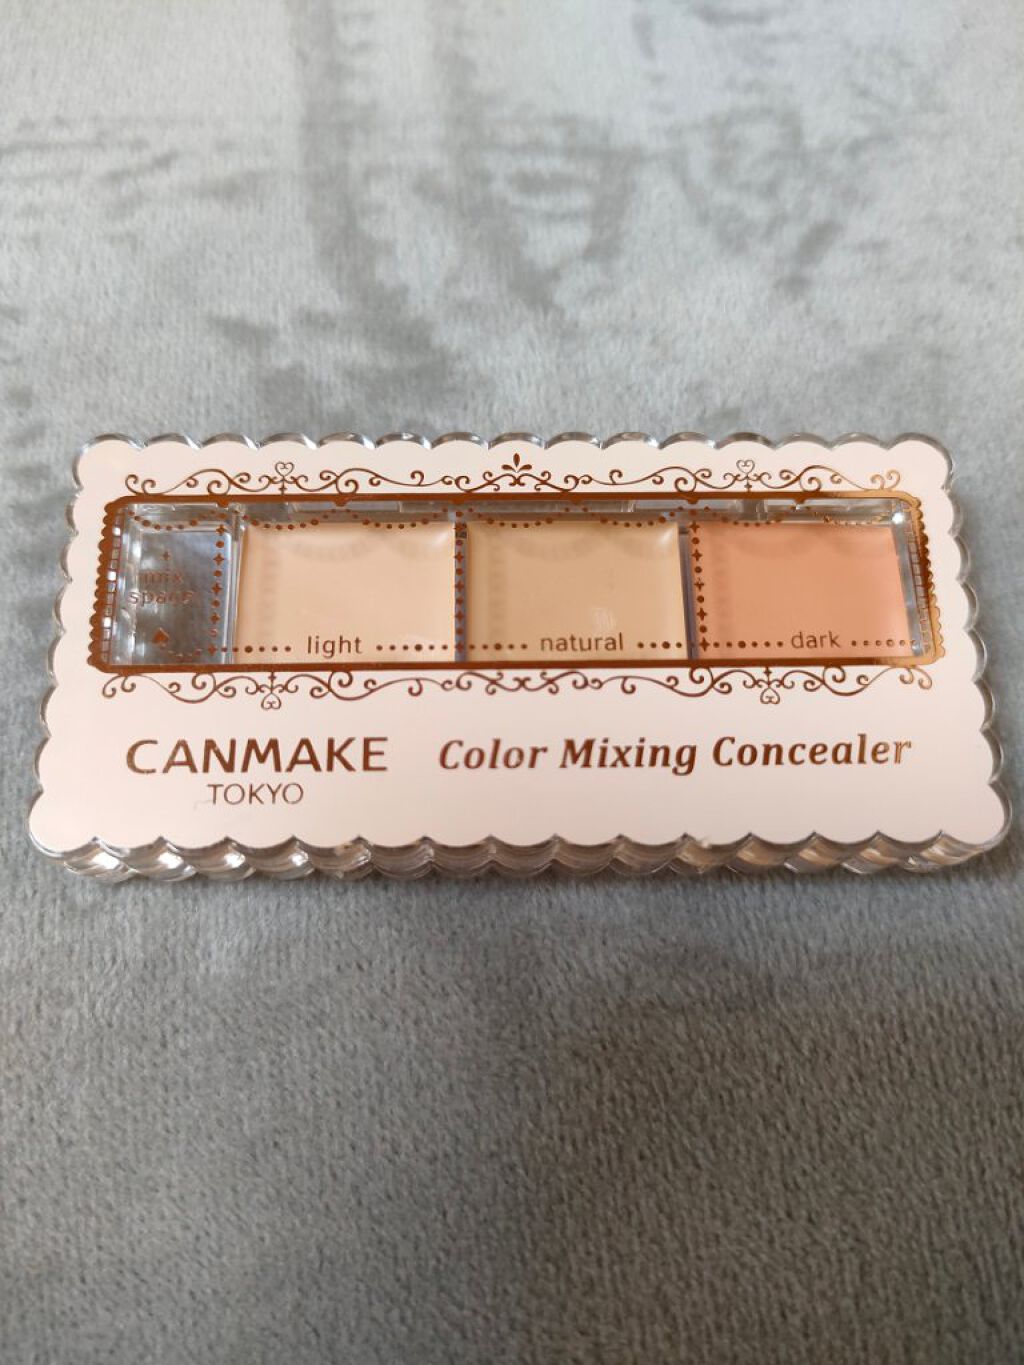 mix
space
light
natural
dark
CANMAKE
TOKYO
Color Mixing Concealer